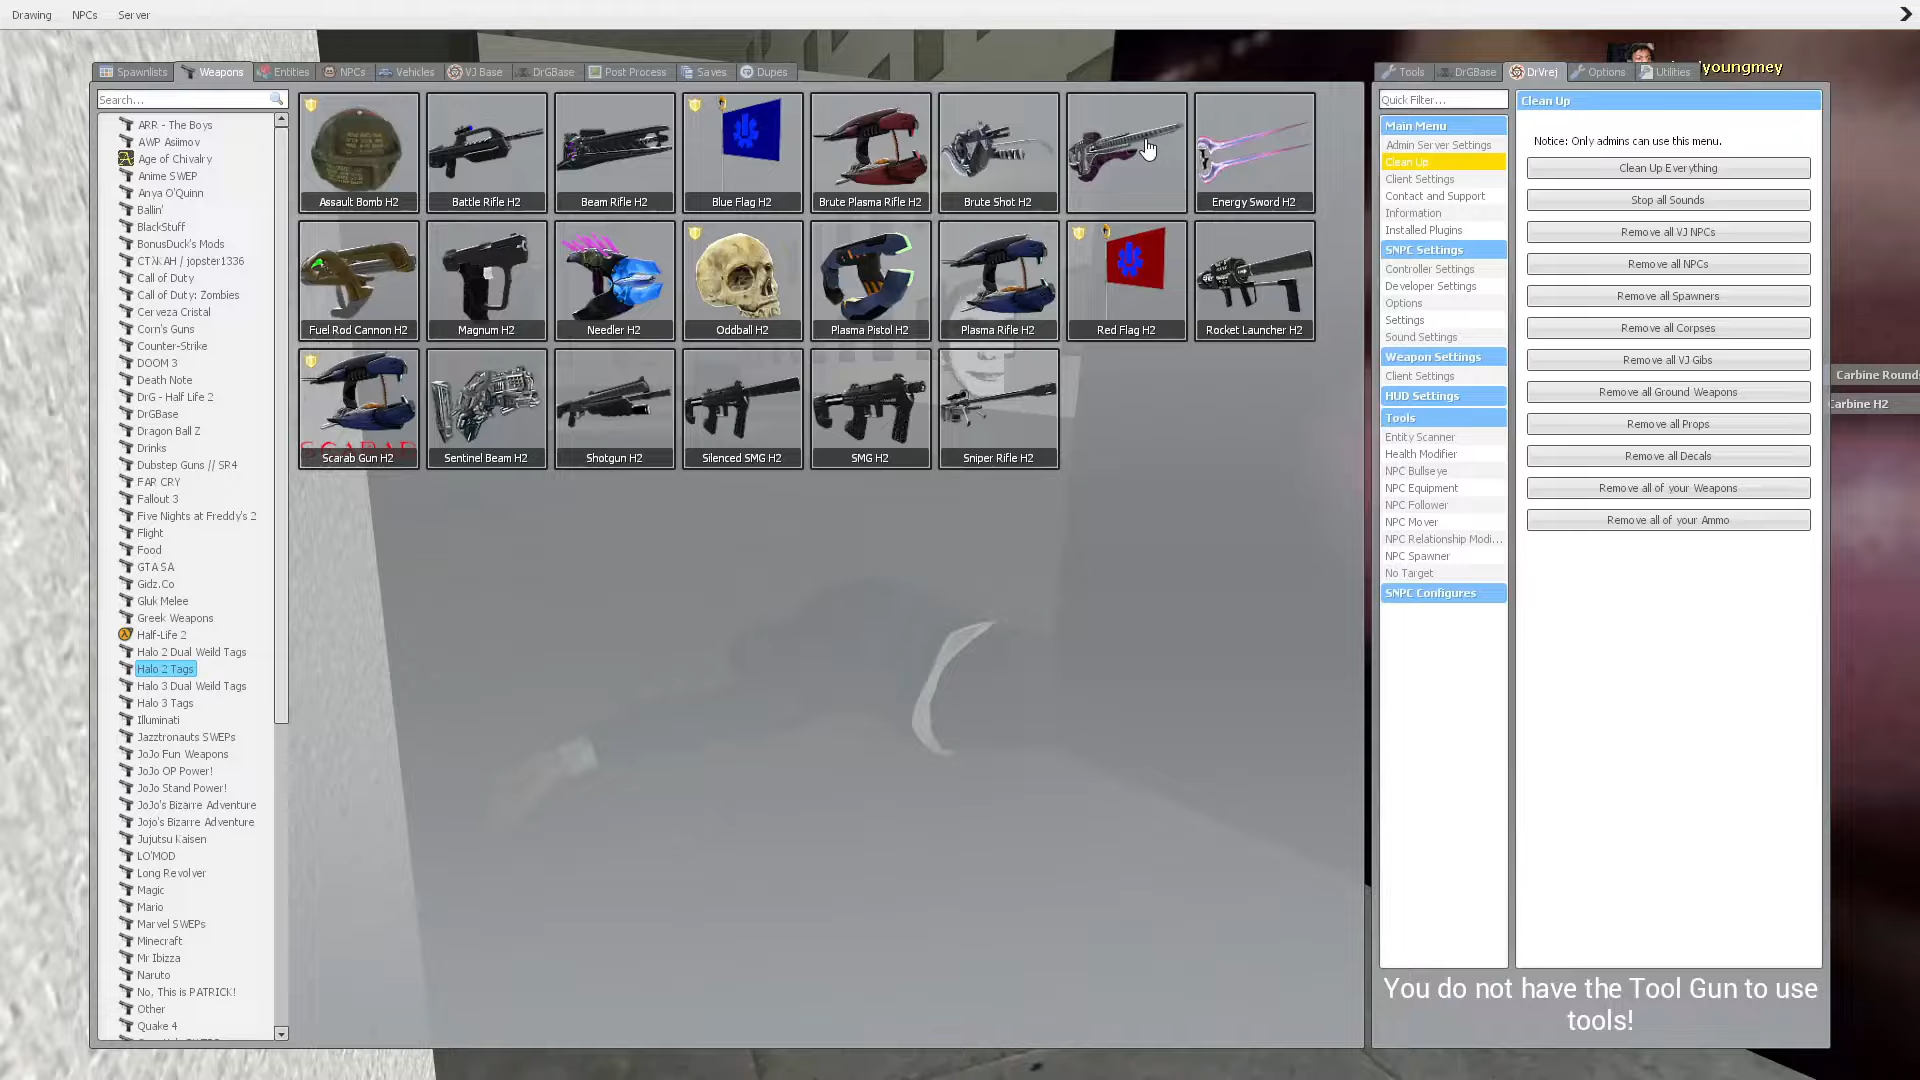 Drawing NPCs Server
Spawnlists Weapons Entities NPCs Vehicles VJ Base DrGBase Post Process Saves Dupes
Search...
ARR - The Boys
AWP Asiimov
Age of Chivalry
Anime SWEP
Anya O'Quinn
Ballin'
BlackStuff
BonusDuck's Mods
CTλKAH / jopster1336
Call of Duty
Call of Duty: Zombies
Cerveza Cristal
Corn's Guns
Counter-Strike
DOOM 3
Death Note
DrG - Half Life 2
DrGBase
Dragon Ball Z
Drinks
Dubstep Guns // SR4
FAR CRY
Fallout 3
Five Nights at Freddy's 2
Flight
Food
GTA SA
Gidz.Co
Gluk Melee
Greek Weapons
Half-Life 2
Halo 2 Dual Weild Tags
Halo 2 Tags
Halo 3 Dual Weild Tags
Halo 3 Tags
Illuminati
Jazztronauts SWEPs
JoJo Fun Weapons
JoJo OP Power!
JoJo Stand Power!
JoJo's Bizarre Adventure
Jojo's Bizarre Adventure
Jujutsu Kaisen
LO'MOD
Long Revolver
Magic
Mario
Marvel SWEPs
Minecraft
Mr Ibizza
Naruto
No, This is PATRICK!
Other
Quake 4
Assault Bomb H2 Battle Rifle H2 Beam Rifle H2 Blue Flag H2 Brute Plasma Rifle H2 Brute Shot H2 Energy Sword H2
Fuel Rod Cannon H2 Magnum H2 Needler H2 Oddball H2 Plasma Pistol H2 Plasma Rifle H2 Red Flag H2 Rocket Launcher H2
SCARAB
Scarab Gun H2 Sentinel Beam H2 Shotgun H2 Silenced SMG H2 SMG H2 Sniper Rifle H2
Tools DrGBase DrVrej Options Utilities
youngmey
Quick Filter...
Main Menu
Admin Server Settings
Clean Up
Client Settings
Contact and Support
Information
Installed Plugins
SNPC Settings
Controller Settings
Developer Settings
Options
Settings
Sound Settings
Weapon Settings
Client Settings
HUD Settings
Tools
Entity Scanner
Health Modifier
NPC Bullseye
NPC Equipment
NPC Follower
NPC Mover
NPC Relationship Modi...
NPC Spawner
No Target
SNPC Configures
Clean Up
Notice: Only admins can use this menu.
Clean Up Everything
Stop all Sounds
Remove all VJ NPCs
Remove all NPCs
Remove all Spawners
Remove all Corpses
Remove all VJ Gibs
Remove all Ground Weapons
Remove all Props
Remove all Decals
Remove all of your Weapons
Remove all of your Ammo
You do not have the Tool Gun to use
tools!
Carbine Rounds
Carbine H2